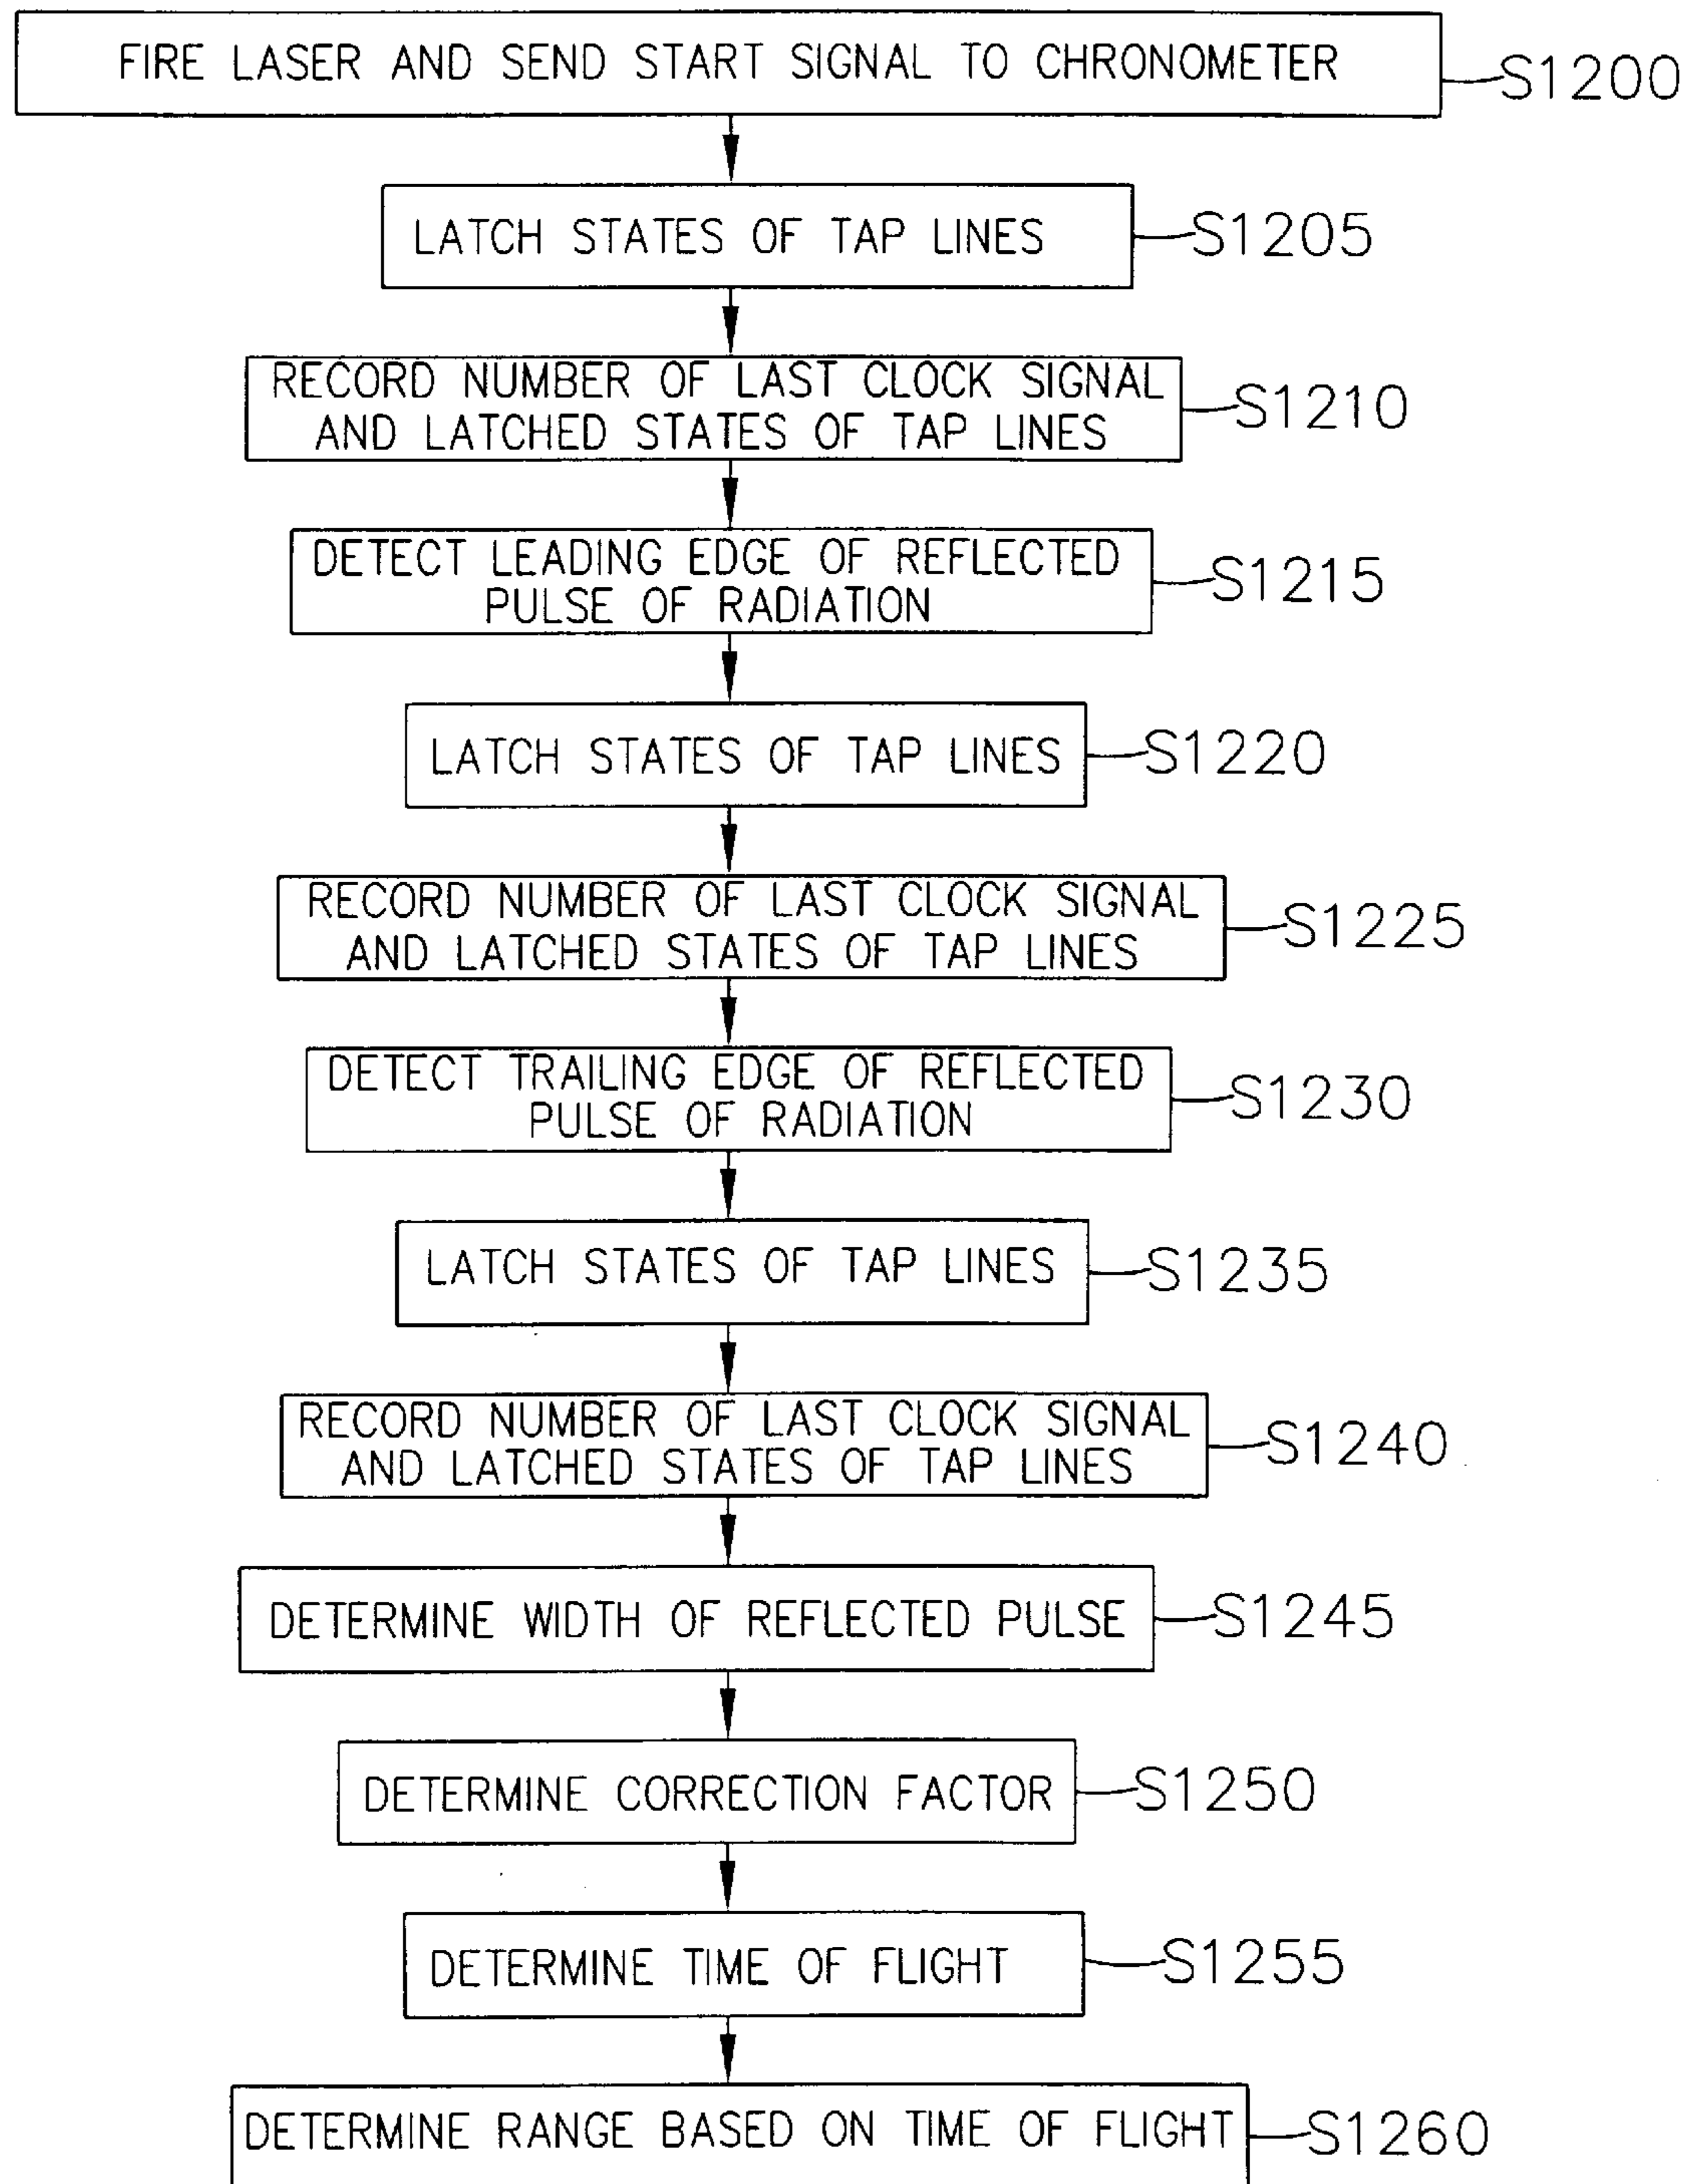 FIRE LASER AND SEND START SIGNAL TO CHRONOMETER
S1200
LATCH STATES OF TAP LINES
S1205
RECORD NUMBER OF LAST CLOCK SIGNAL
AND LATCHED STATES OF TAP LINES
S1210
DETECT LEADING EDGE OF REFLECTED
PULSE OF RADIATION
S1215
LATCH STATES OF TAP LINES
S1220
RECORD NUMBER OF LAST CLOCK SIGNAL
AND LATCHED STATES OF TAP LINES
S1225
DETECT TRAILING EDGE OF REFLECTED
PULSE OF RADIATION
S1230
LATCH STATES OF TAP LINES
S1235
RECORD NUMBER OF LAST CLOCK SIGNAL
AND LATCHED STATES OF TAP LINES
S1240
DETERMINE WIDTH OF REFLECTED PULSE
S1245
DETERMINE CORRECTION FACTOR
S1250
DETERMINE TIME OF FLIGHT
S1255
DETERMINE RANGE BASED ON TIME OF FLIGHT
S1260